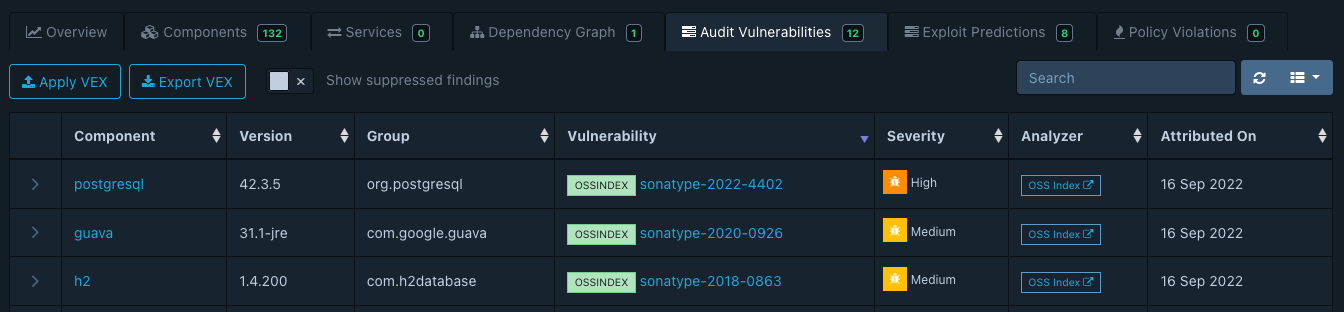 Overview Components 132 Services 0 Dependency Graph 1 Audit Vulnerabilities 12 Exploit Predictions 8 Policy Violations 0
Apply VEX Export VEX × Show suppressed findings Search
Component Version Group Vulnerability Severity Analyzer Attributed On
postgresql 42.3.5 org.postgresql OSSINDEX sonatype-2022-4402 High OSS Index 16 Sep 2022
guava 31.1-jre com.google.guava OSSINDEX sonatype-2020-0926 Medium OSS Index 16 Sep 2022
h2 1.4.200 com.h2database OSSINDEX sonatype-2018-0863 Medium OSS Index 16 Sep 2022